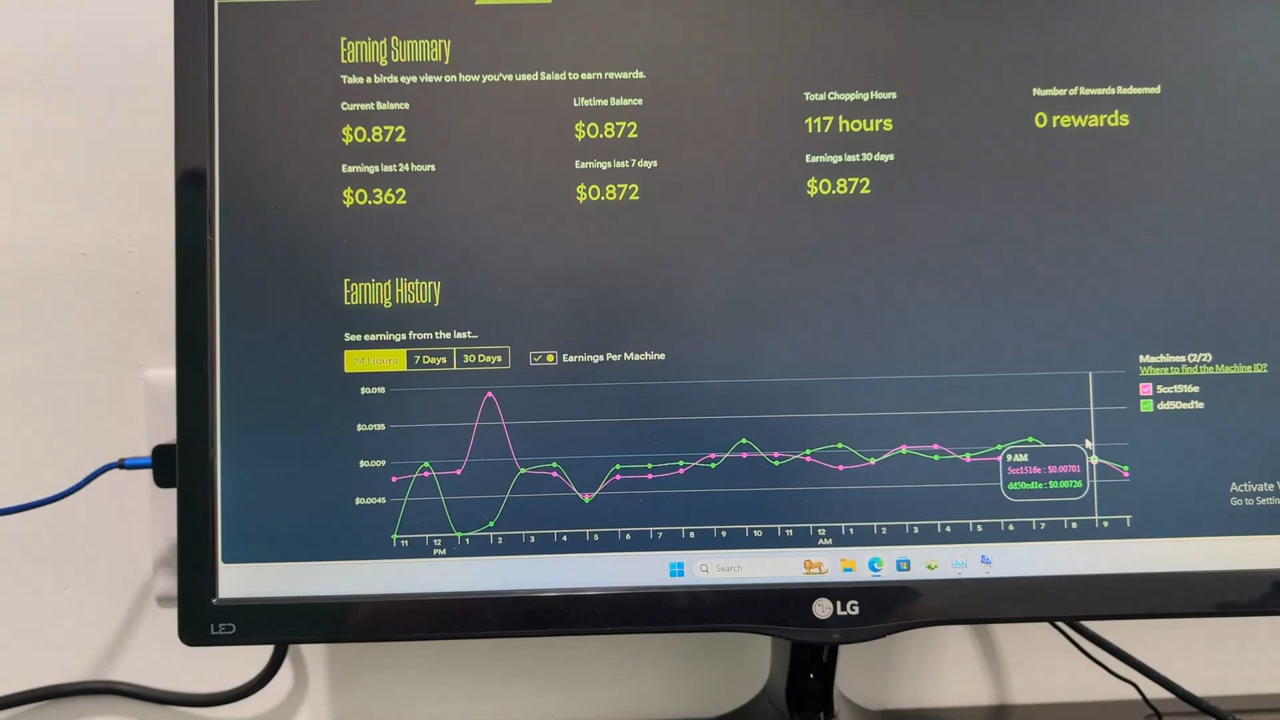 Earning Summary
Take a birds eye view on how you've used Salad to earn rewards.
Current Balance
Lifetime Balance
Total Chopping Hours
Number of Rewards Redeemed
$0.872
$0.872
117 hours
0 rewards
Earnings last 24 hours
Earnings last 7 days
Earnings last 30 days
$0.362
$0.872
$0.872
Earning History
See earnings from the last...
24 Hours
7 Days
30 Days
Earnings Per Machine
Machines (2/2)
Where to find the Machine ID?
5cc1516e
dd50ed1e
$0.018
$0.0135
$0.009
$0.0045
9 AM
5cc1516e : $0.00701
dd50ed1e : $0.00726
11 12 1 2 3 4 5 6 7 8 9 10 11 12 1 2 3 4 5 6 7 8 9
PM AM
Activate
Go to Settin
Search
LG
LED